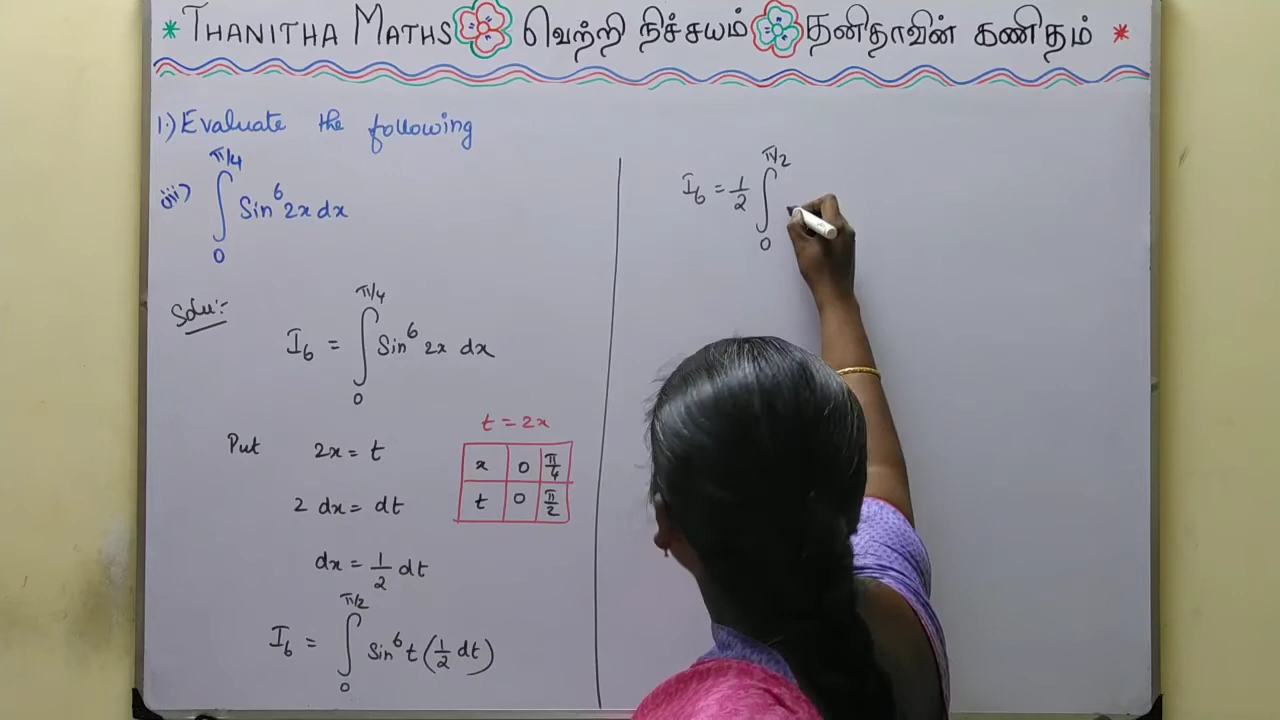 * THANITHA MATHS வெற்றி நிச்சயம் தனிதாவின் கணிதம் *
1.) Evaluate the following
iii) ∫₀^{π/4} Sin⁶ 2x dx
Solu:-
I₆ = ∫₀^{π/4} Sin⁶ 2x dx
Put 2x = t
2 dx = dt
dx = 1/2 dt
I₆ = ∫₀^{π/2} Sin⁶ t (1/2 dt)
t = 2x
x 0 π/4
t 0 π/2
I₆ = 1/2 ∫₀^{π/2}